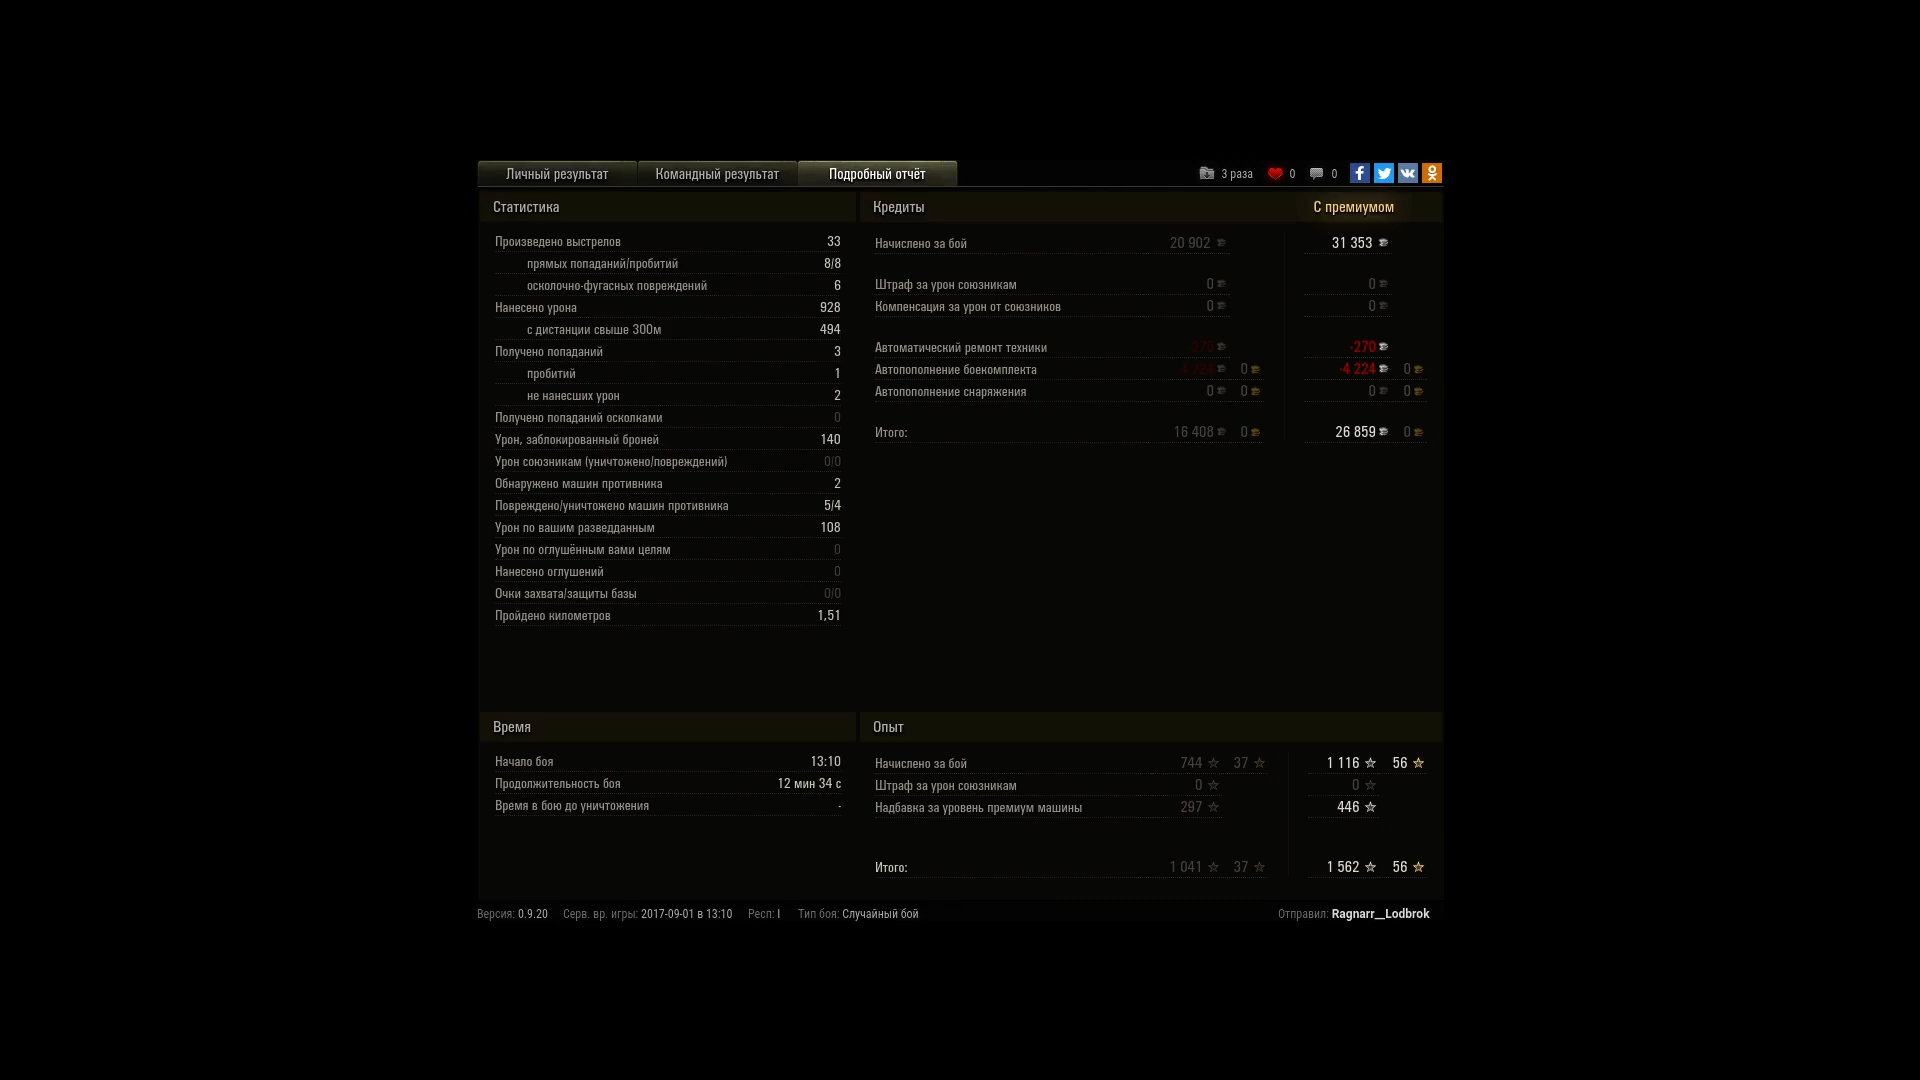 Личный результат Командный результат Подробный отчёт 3 раза 0 0
Статистика
Произведено выстрелов 33
прямых попаданий/пробитий 8/8
осколочно-фугасных повреждений 6
Нанесено урона 928
с дистанции свыше 300м 494
Получено попаданий 3
пробитий 1
не нанесших урон 2
Получено попаданий осколками 0
Урон, заблокированный броней 140
Урон союзникам (уничтожено/повреждений) 0/0
Обнаружено машин противника 2
Повреждено/уничтожено машин противника 5/4
Урон по вашим разведданным 108
Урон по оглушённым вами целям 0
Нанесено оглушений 0
Очки захвата/защиты базы 0/0
Пройдено километров 1,51
Кредиты С премиумом
Начислено за бой 20 902 31 353
Штраф за урон союзникам 0 0
Компенсация за урон от союзников 0 0
Автоматический ремонт техники -270 -270
Автопополнение боекомплекта -4 224 0 -4 224 0
Автопополнение снаряжения 0 0 0 0
Итого: 16 408 0 26 859 0
Время
Начало боя 13:10
Продолжительность боя 12 мин 34 с
Время в бою до уничтожения -
Опыт
Начислено за бой 744 37 1 116 56
Штраф за урон союзникам 0 0
Надбавка за уровень премиум машины 297 446
Итого: 1 041 37 1 562 56
Версия: 0.9.20 Серв. вр. игры: 2017-09-01 в 13:10 Респ: I Тип боя: Случайный бой Отправил: Ragnarr__Lodbrok